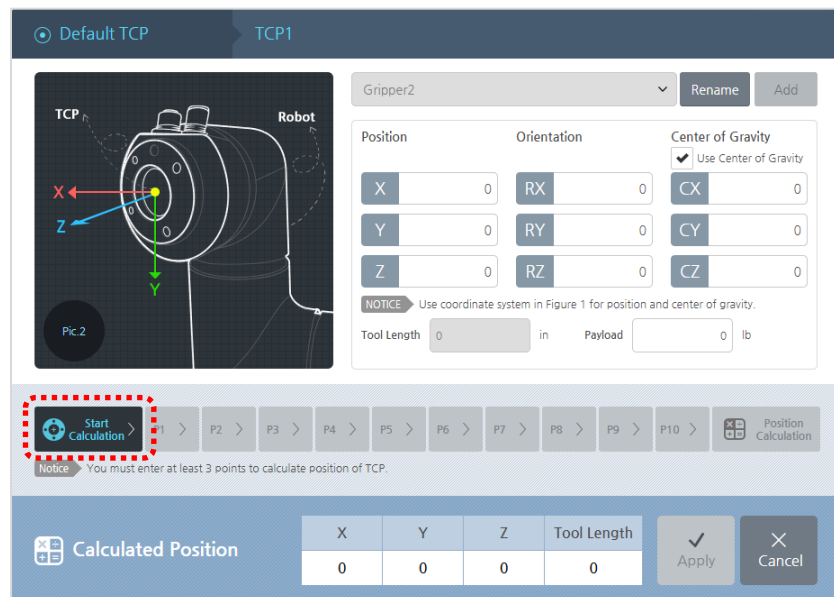 Default TCP
TCP1
TCP
Robot
X
Z
Y
Pic.2
Gripper2
Rename
Add
Position
Orientation
Center of Gravity
Use Center of Gravity
X 0
RX 0
CX 0
Y 0
RY 0
CY 0
Z 0
RZ 0
CZ 0
NOTICE Use coordinate system in Figure 1 for position and center of gravity.
Tool Length 0 in Payload 0 lb
Start
Calculation
P1
P2
P3
P4
P5
P6
P7
P8
P9
P10
Position
Calculation
Notice You must enter at least 3 points to calculate position of TCP.
Calculated Position
X Y Z Tool Length
0 0 0 0
Apply
Cancel